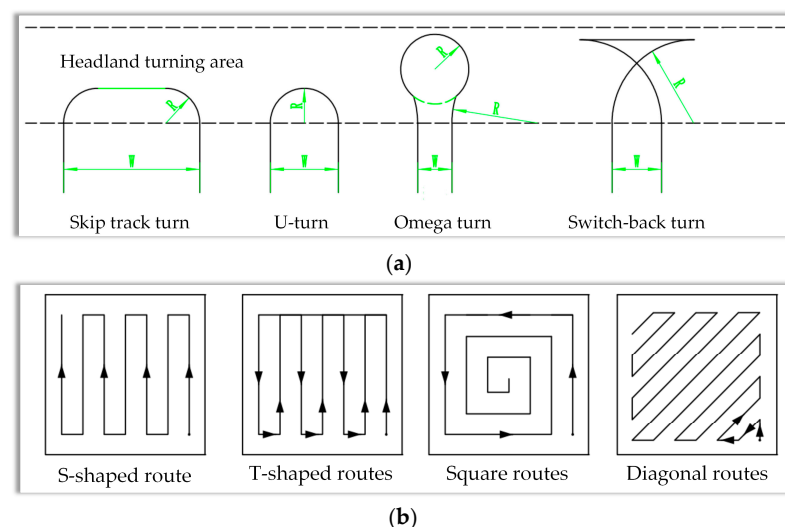 (a)
Headland turning area
R
R
R
R
R
W
W
W
W
Skip track turn
U-turn
Omega turn
Switch-back turn
(b)
S-shaped route
T-shaped routes
Square routes
Diagonal routes